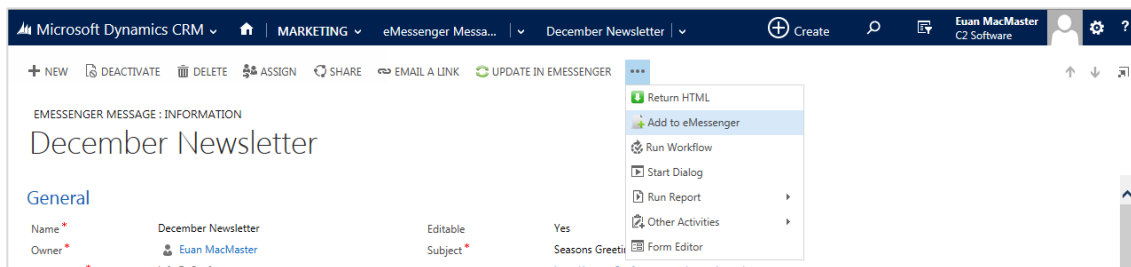 Microsoft Dynamics CRM MARKETING eMessenger Messa... December Newsletter Create Euan MacMaster ?
C2 Software
NEW DEACTIVATE DELETE ASSIGN SHARE EMAIL A LINK UPDATE IN EMESSENGER ...
Return HTML
EMESSENGER MESSAGE : INFORMATION
Add to eMessenger
December Newsletter
Run Workflow
Start Dialog
General
Run Report
Name* December Newsletter Editable Yes
Other Activities
Owner* Euan MacMaster Subject* Seasons
Form Editor